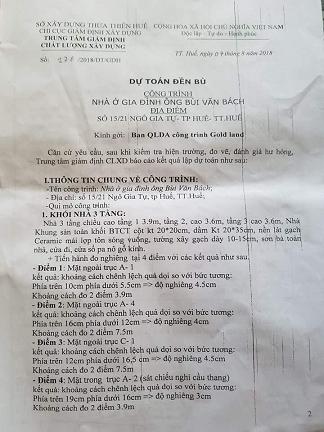 SỞ XÂY DỰNG THỪA THIÊN HUẾ CỘNG HÒA XÃ HỘI CHỦ NGHĨA VIỆT NAM
CHI CỤC GIÁM ĐỊNH XÂY DỰNG Độc lập - Tự do - Hạnh phúc
TRUNG TÂM GIÁM ĐỊNH
CHẤT LƯỢNG XÂY DỰNG
TT. Huế, ngày 09 tháng 8 năm 2018
Số: /2018/DT/GĐH
DỰ TOÁN ĐỀN BÙ
CÔNG TRÌNH
NHÀ Ở GIA ĐÌNH ÔNG BÙI VĂN BÁCH
ĐỊA ĐIỂM
SỐ 15/21 NGÔ GIA TỰ- TP HUẾ- TT.HUẾ
Kính gởi: Ban QLDA công trình Gold land
Căn cứ yêu cầu, sau khi kiểm tra hiện trường, đo vẽ, đánh giá hư hỏng,
Trung tâm giám định CLXD báo cáo kết quả lập dự toán như sau:
I.THÔNG TIN CHUNG VỀ CÔNG TRÌNH:
-Tên công trình: Nhà ở gia đình ông Bùi Văn Bách;
- Địa chỉ: số 15/21 Ngô Gia Tự, tp Huế, TT.Huế;
-Qui mô công trình:
1. KHỐI NHÀ 3 TẦNG:
Nhà 3 tầng chiều cao tầng 1 3.9m, tầng 2, cao 3.6m, tầng 3 cao 3.6m, Nhà
Khung sàn toàn khối BTCT cột kt 20*20cm, dầm Kt 20*35cm, nền lát gạch
Ceramic mái lợp tôn sóng vuông, tường xây gạch dày 10-15cm, sơn bả toàn
nhà, cửa đi, cửa sổ pa nô gỗ kính.
+ Tiến hành đo nghiêng tại 4 điểm với các kết quả như sau.
- Điểm 1: Mặt ngoài trục A- 1
kết quả: khoảng cách chênh lệch quả dọi so với bức tường:
Phía trên 10cm phía dưới 5.5cm => độ nghiêng 4.5cm
Khoảng cách đo 2 điểm 3.9m
- Điểm 2: Mặt ngoài trục A - 4
kết quả: khoảng cách chênh lệch quả dọi so với bức tường:
Phía trên 16cm phía dưới 12cm => độ nghiêng 4cm
Khoảng cách đo 2 điểm 7.5m
- Điểm 3: Mặt ngoài trục C- 1
Kết quả: khoảng cách chênh lệch quả dọi so với bức tường:
Phía trên 12cm phía dưới 16,5 cm => độ nghiêng 4.5cm
Khoảng cách đo 2 điểm 7.5m
- Điểm 4: Mặt trong trục A- 2 (sát chiếu nghỉ cầu thang)
kết quả: khoảng cách chênh lệch quả dọi so với bức tường:
Phía trên 19cm phía dưới 16cm => độ nghiêng 3cm
Khoảng cách đo 2 điểm 3.9m
2